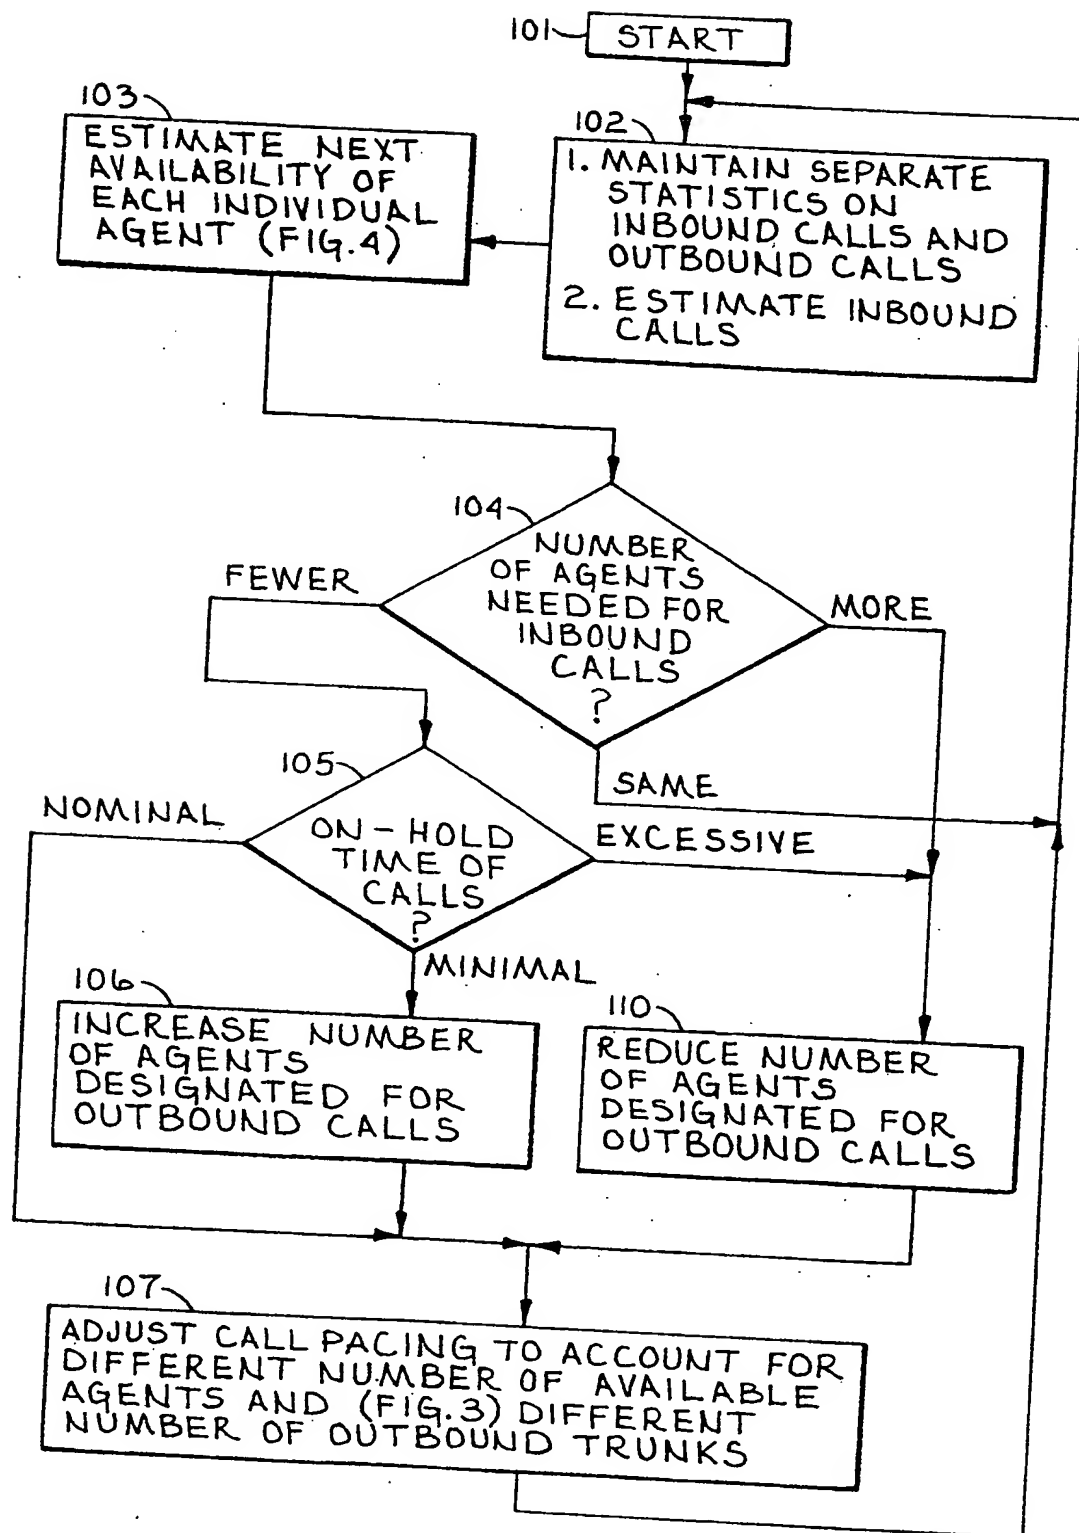 101
START
103
ESTIMATE NEXT
AVAILABILITY OF
EACH INDIVIDUAL
AGENT (FIG.4)
102
1. MAINTAIN SEPARATE
STATISTICS ON
INBOUND CALLS AND
OUTBOUND CALLS
2. ESTIMATE INBOUND
CALLS
104
NUMBER
OF AGENTS
NEEDED FOR
INBOUND
CALLS
?
FEWER
MORE
SAME
105
ON-HOLD
TIME OF
CALLS
?
NOMINAL
EXCESSIVE
MINIMAL
106
INCREASE NUMBER
OF AGENTS
DESIGNATED FOR
OUTBOUND CALLS
110
REDUCE NUMBER
OF AGENTS
DESIGNATED FOR
OUTBOUND CALLS
107
ADJUST CALL PACING TO ACCOUNT FOR
DIFFERENT NUMBER OF AVAILABLE
AGENTS AND (FIG.3) DIFFERENT
NUMBER OF OUTBOUND TRUNKS